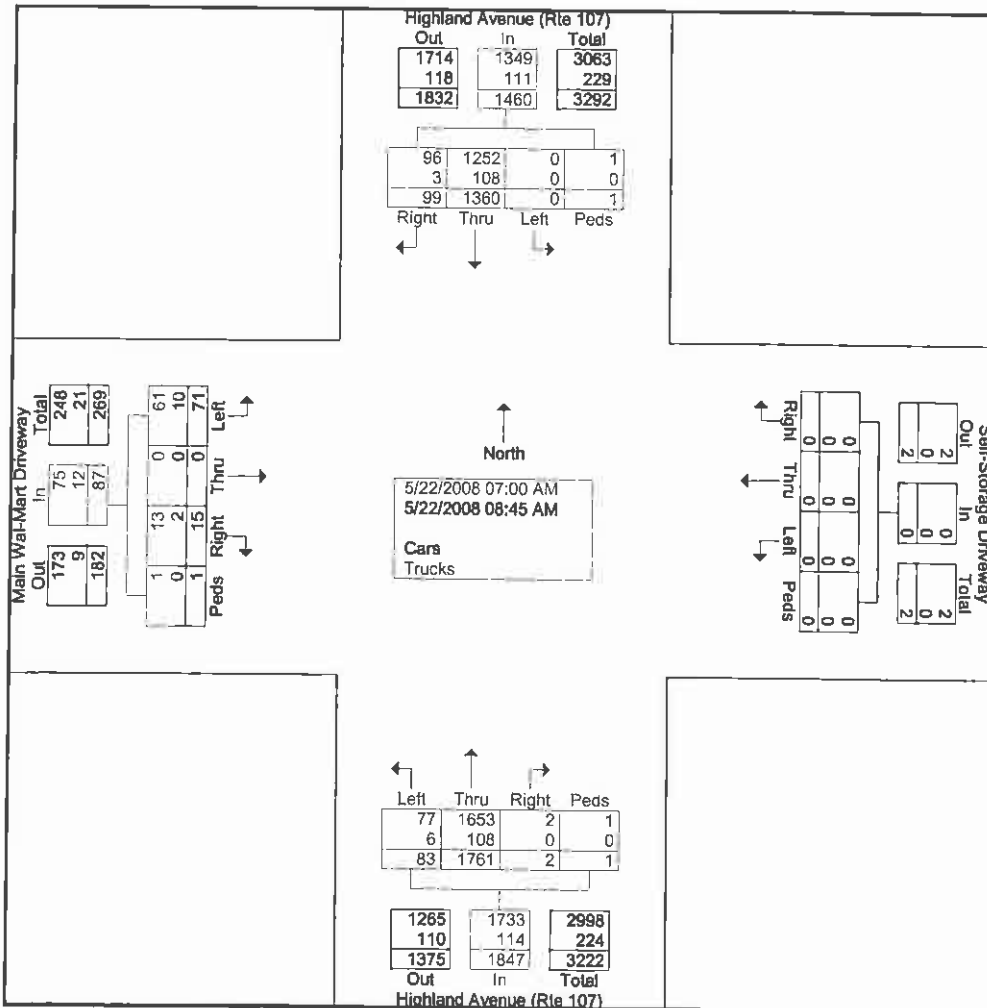 Highland Avenue (Rte 107)
Out In Total
1714 1349 3063
118 111 229
1832 1460 3292
96 1252 0 1
3 108 0 0
99 1360 0 1
Right Thru Left Peds
Main Wal-Mart Driveway
Out In Total
173 75 248
9 12 21
182 87 269
Peds Right Thru Left
1 13 0 61
0 2 0 10
1 15 0 71
North
5/22/2008 07:00 AM
5/22/2008 08:45 AM
Cars
Trucks
Right Thru Left Peds
0 0 0 0
0 0 0 0
0 0 0 0
Self-Storage Driveway
Out In Total
2 0 2
0 0 0
2 0 2
Left Thru Right Peds
77 1653 2 1
6 108 0 0
83 1761 2 1
1265 1733 2998
110 114 224
1375 1847 3222
Out In Total
Highland Avenue (Rte 107)